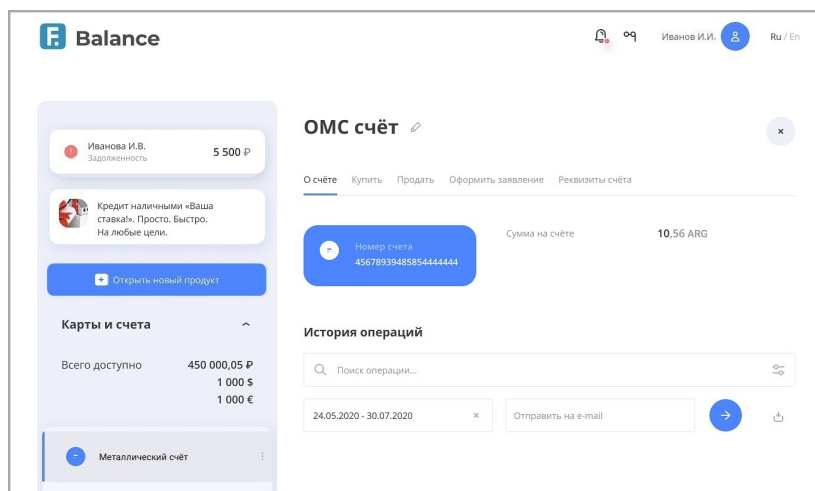 F. Balance
Иванов И.И.
Ru / En
Иванова И.В.
Задолженность
5 500 ₽
Кредит наличными «Ваша
ставка!». Просто. Быстро.
На любые цели.
Открыть новый продукт
Карты и счета
Всего доступно
450 000,05 ₽
1 000 $
1 000 €
Металлический счёт
ОМС счёт
О счёте Купить Продать Оформить заявление Реквизиты счёта
Номер счета
45678939485854444444
Сумма на счёте
10,56 ARG
История операций
Поиск операции...
24.05.2020 - 30.07.2020
Отправить на e-mail